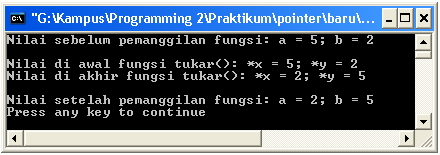 "G:\Kampus\Programming 2\Praktikum\pointer\baru\...
Nilai sebelum pemanggilan fungsi: a = 5; b = 2
Nilai di awal fungsi tukar(): *x = 5; *y = 2
Nilai di akhir fungsi tukar(): *x = 2; *y = 5
Nilai setelah pemanggilan fungsi: a = 2; b = 5
Press any key to continue